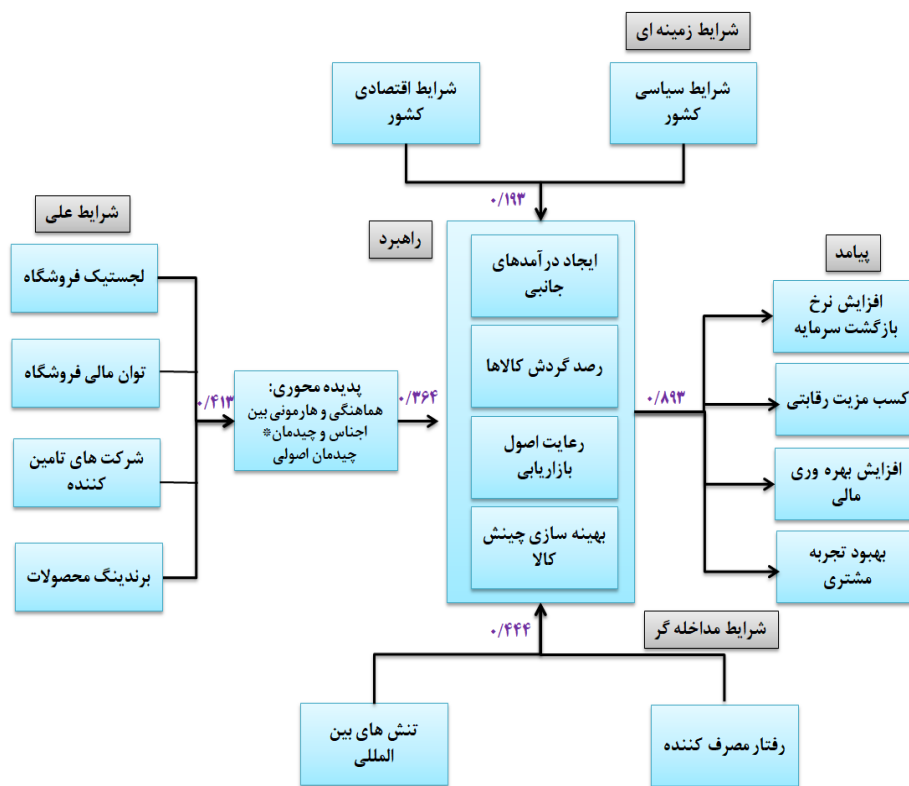 شرایط زمینه ای
شرایط سیاسی
کشور
شرایط اقتصادی
کشور
۰/۱۹۳
شرایط علی
لجستیک فروشگاه
توان مالی فروشگاه
شرکت های تامین
کننده
برندینگ محصولات
۰/۴۱۳
پدیده محوری:
هماهنگی و هارمونی بین
اجناس و چیدمان*
چیدمان اصولی
۰/۳۶۴
راهبرد
ایجاد درآمدهای
جانبی
رصد گردش کالاها
رعایت اصول
بازاریابی
بهینه سازی چینش
کالا
۰/۸۹۳
پیامد
افزایش نرخ
بازگشت سرمایه
کسب مزیت رقابتی
افزایش بهره وری
مالی
بهبود تجربه
مشتری
شرایط مداخله گر
۰/۴۴۴
رفتار مصرف کننده
تنش های بین
المللی